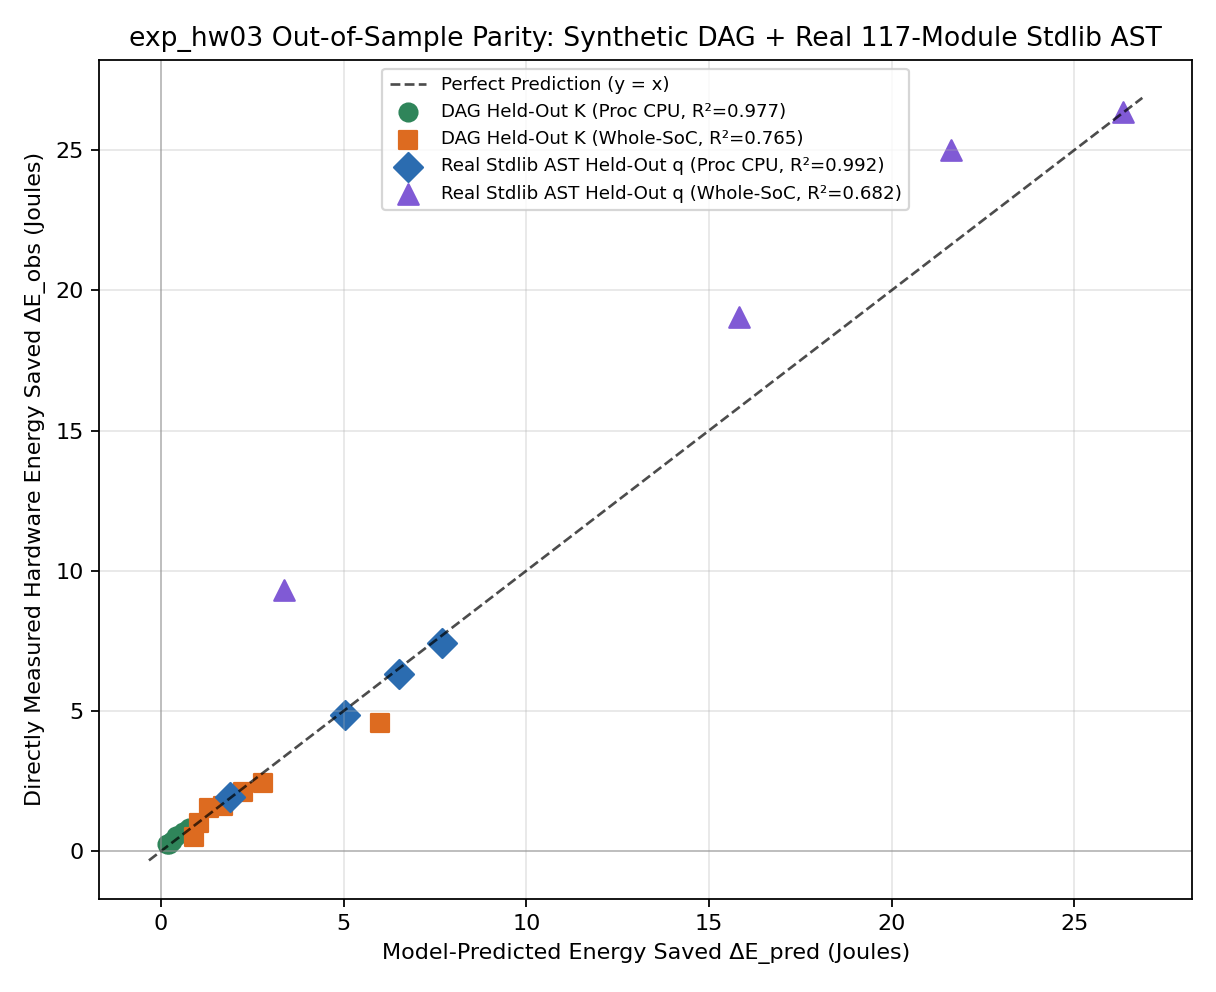 exp_hw03 Out-of-Sample Parity: Synthetic DAG + Real 117-Module Stdlib AST
Perfect Prediction (y = x)
DAG Held-Out K (Proc CPU, R²=0.977)
DAG Held-Out K (Whole-SoC, R²=0.765)
Real Stdlib AST Held-Out q (Proc CPU, R²=0.992)
Real Stdlib AST Held-Out q (Whole-SoC, R²=0.682)
Directly Measured Hardware Energy Saved ΔE_obs (Joules)
25
20
15
10
5
0
0
5
10
15
20
25
Model-Predicted Energy Saved ΔE_pred (Joules)